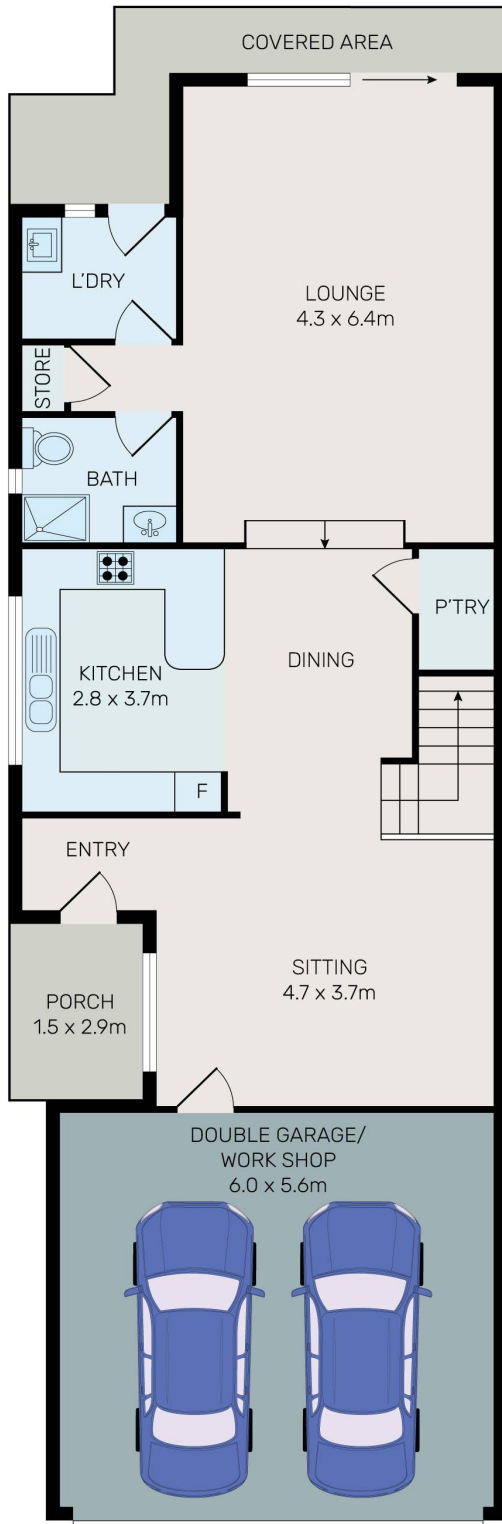 COVERED AREA
L'DRY
LOUNGE
4.3 x 6.4m
STORE
BATH
P'TRY
DINING
KITCHEN
2.8 x 3.7m
F
ENTRY
SITTING
4.7 x 3.7m
PORCH
1.5 x 2.9m
DOUBLE GARAGE/
WORK SHOP
6.0 x 5.6m